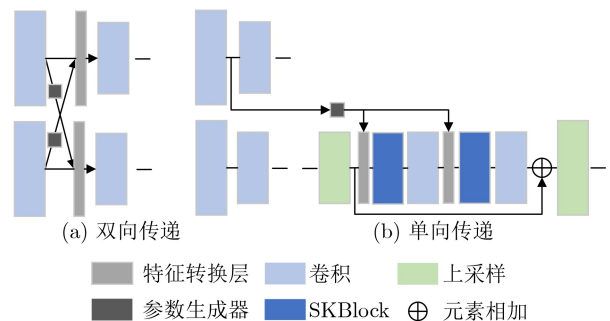 (a) 双向传递
(b) 单向传递
特征转换层
卷积
上采样
参数生成器
SKBlock
元素相加